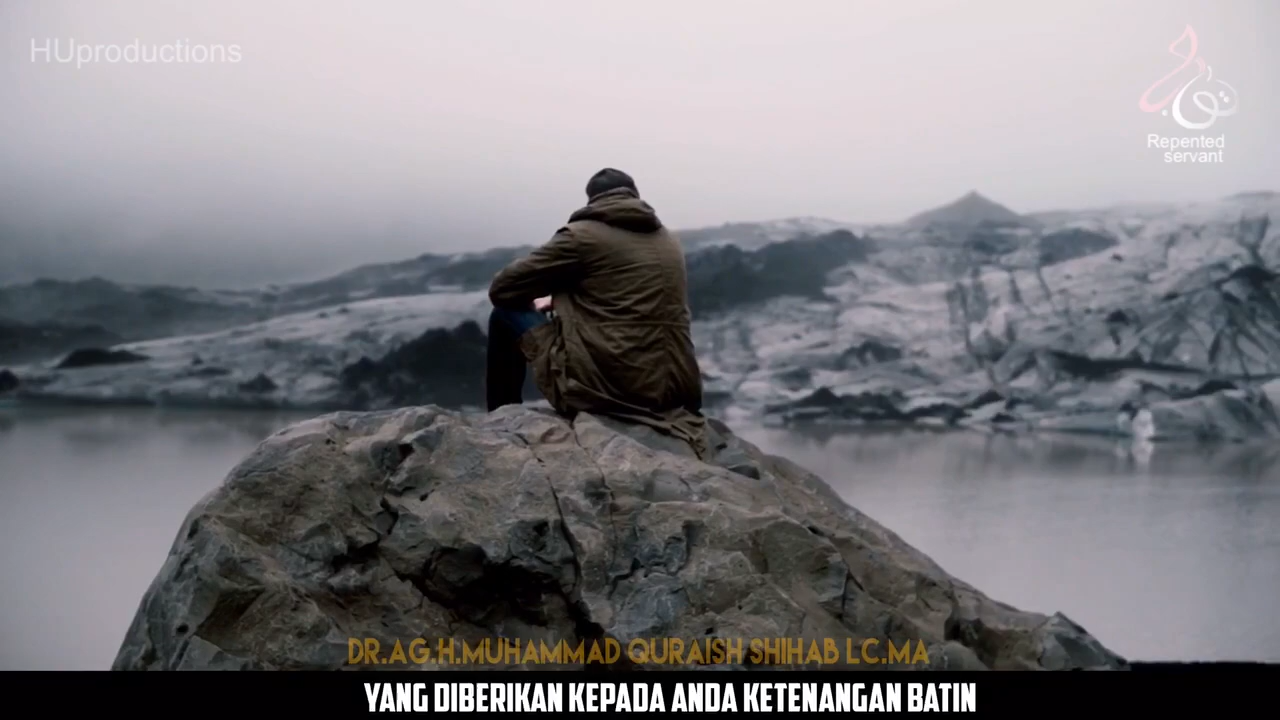 HUproductions
Repented
servant
DR.AG.H.MUHAMMAD QURAISH SHIHAB LC.MA
YANG DIBERIKAN KEPADA ANDA KETENANGAN BATIN